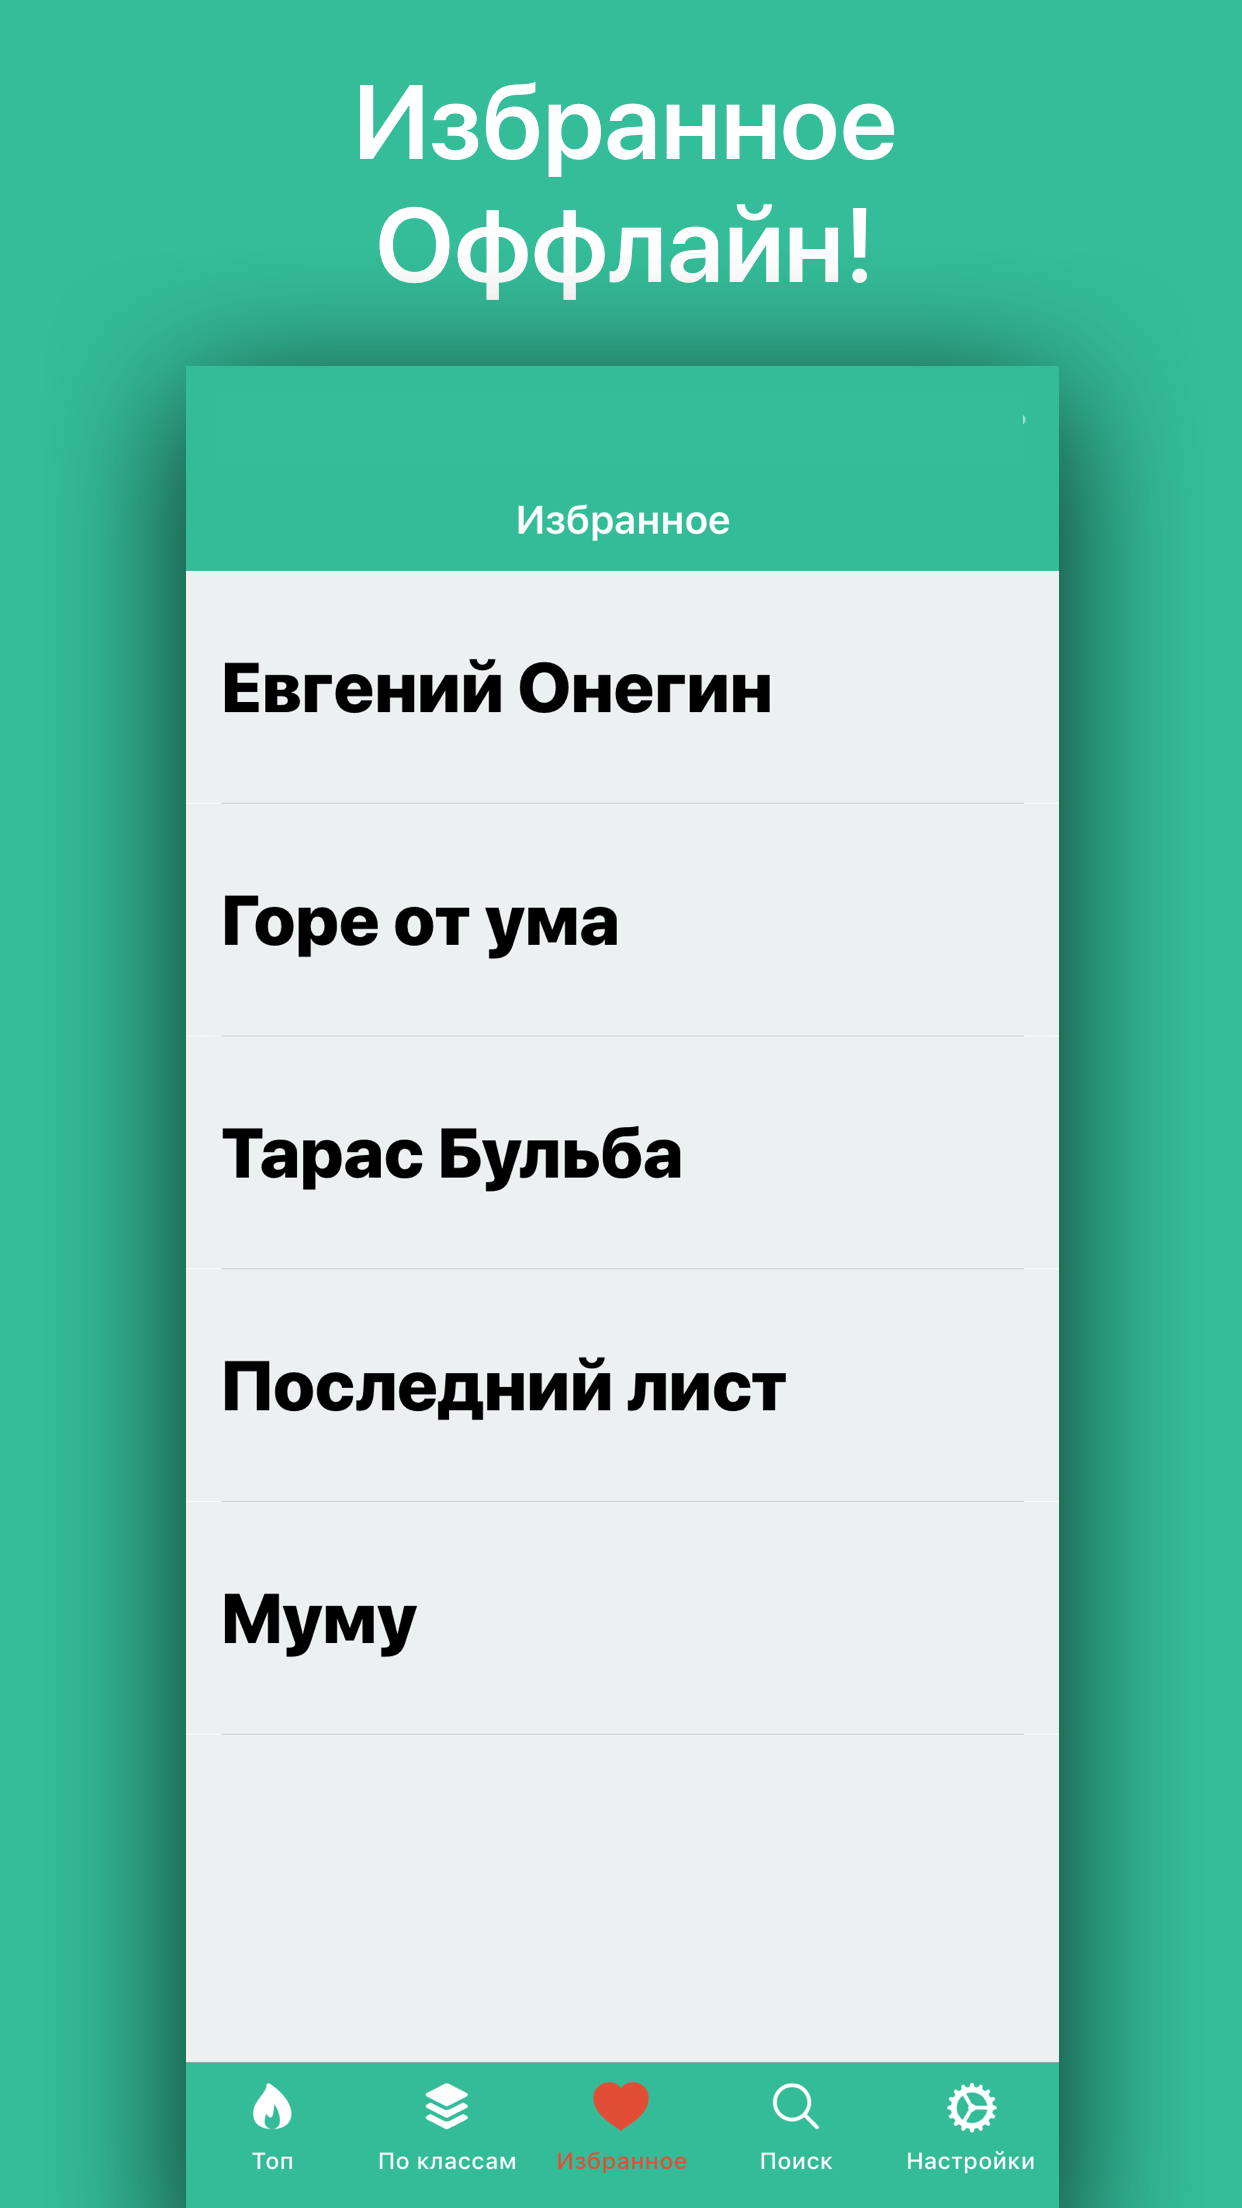 Избранное
Оффлайн!
Избранное
Евгений Онегин
Горе от ума
Тарас Бульба
Последний лист
Муму
Топ
По классам
Избранное
Поиск
Настройки